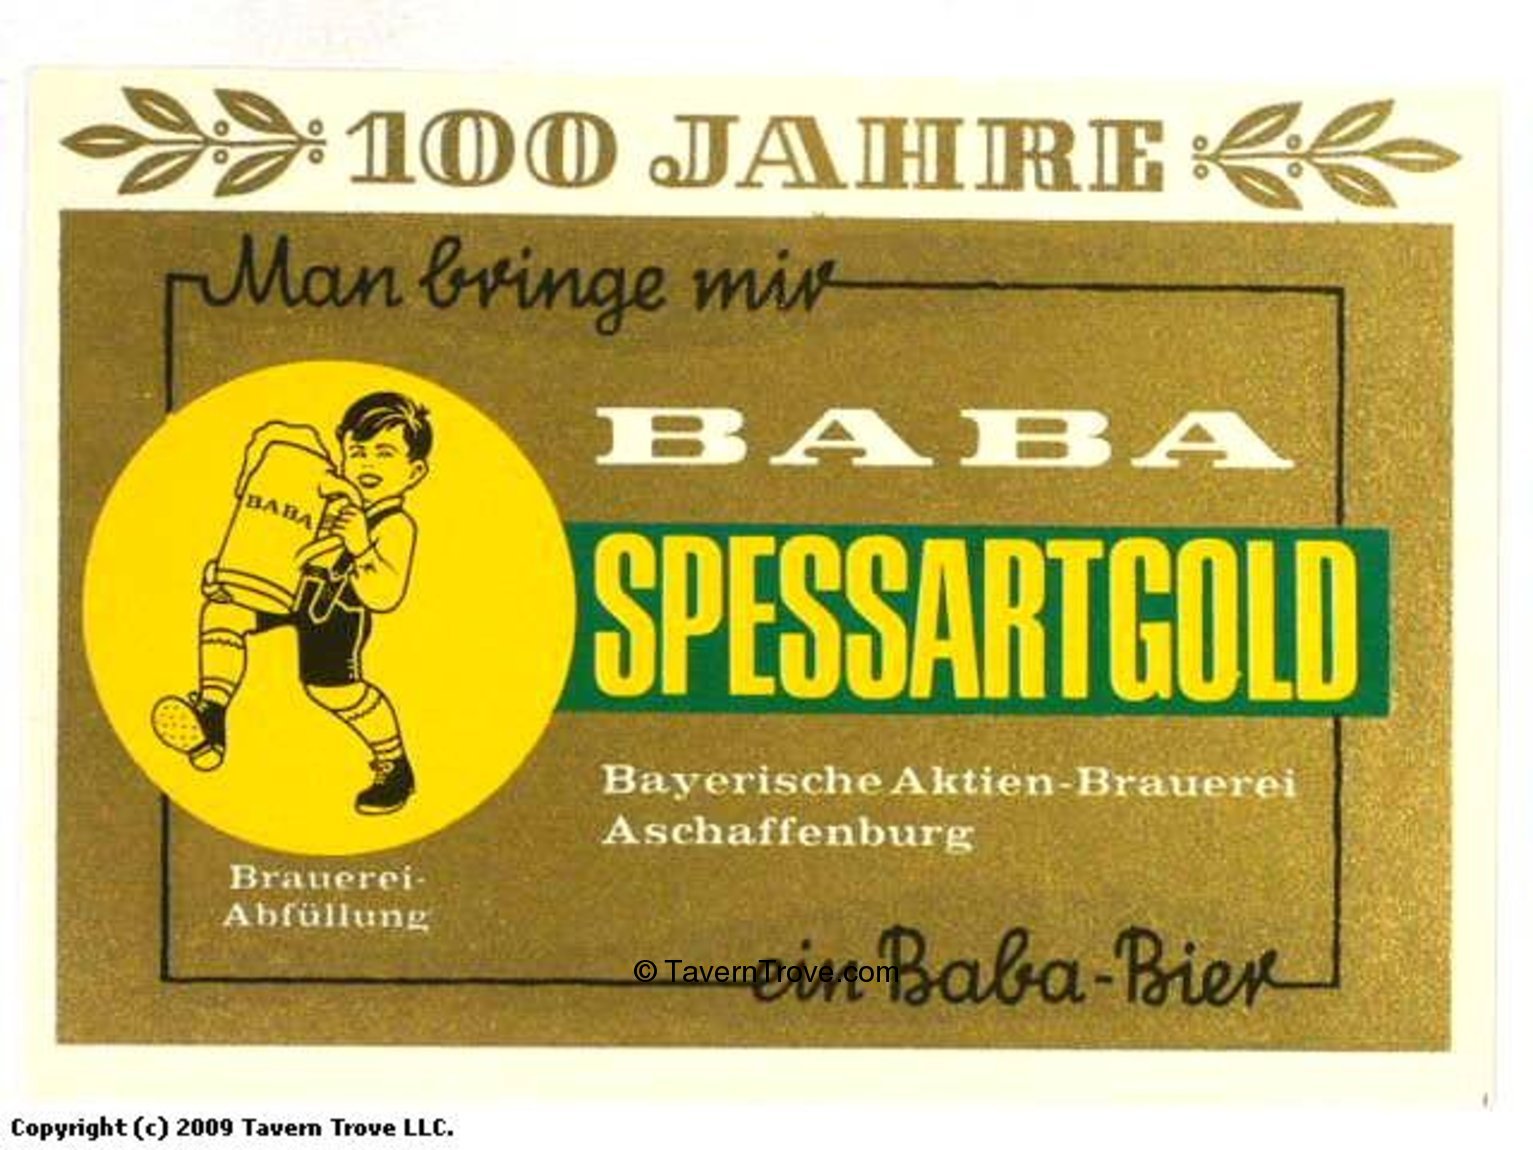 100 JAHRE
Man bringe mir
BABA
BABA
SPESSARTGOLD
Bayerische Aktien-Brauerei
Aschaffenburg
Brauerei-
Abfüllung
ein Baba-Bier
© TavernTrove.com
Copyright (c) 2009 Tavern Trove LLC.